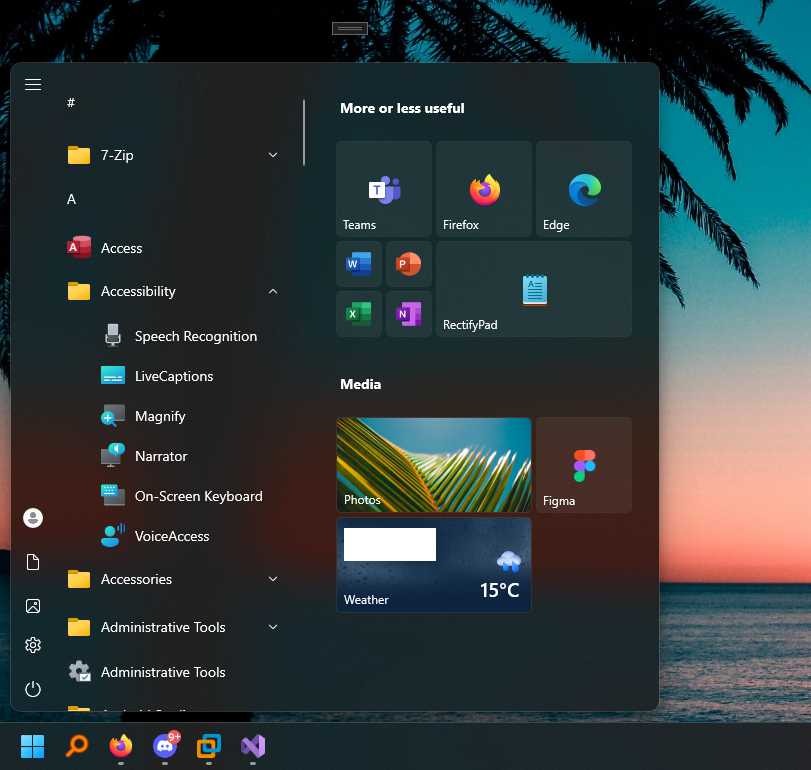 #
7-Zip
A
Access
Accessibility
Speech Recognition
LiveCaptions
Magnify
Narrator
On-Screen Keyboard
VoiceAccess
Accessories
Administrative Tools
Administrative Tools
More or less useful
Teams
Firefox
Edge
RectifyPad
Media
Photos
Figma
15°C
Weather
9+